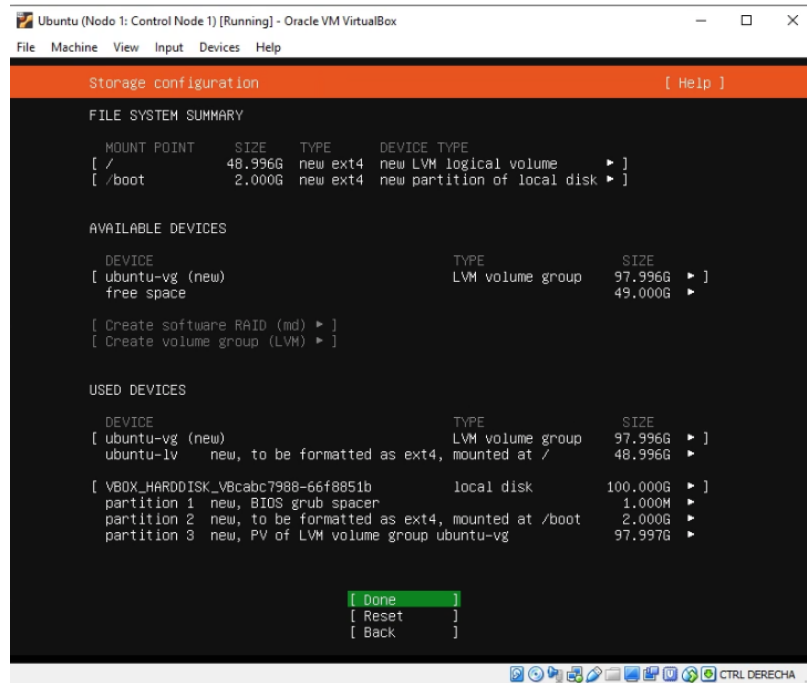 Ubuntu (Nodo 1: Control Node 1) [Running] - Oracle VM VirtualBox
File Machine View Input Devices Help
Storage configuration [ Help ]
FILE SYSTEM SUMMARY
MOUNT POINT SIZE TYPE DEVICE TYPE
[ / 48.996G new ext4 new LVM logical volume ▸ ]
[ /boot 2.000G new ext4 new partition of local disk ▸ ]
AVAILABLE DEVICES
DEVICE TYPE SIZE
[ ubuntu-vg (new) LVM volume group 97.996G ▸ ]
free space 49.000G ▸
[ Create software RAID (md) ▸ ]
[ Create volume group (LVM) ▸ ]
USED DEVICES
DEVICE TYPE SIZE
[ ubuntu-vg (new) LVM volume group 97.996G ▸ ]
ubuntu-lv new, to be formatted as ext4, mounted at / 48.996G ▸
[ VBOX_HARDDISK_VBcabc7988-66f8851b local disk 100.000G ▸ ]
partition 1 new, BIOS grub spacer 1.000M ▸
partition 2 new, to be formatted as ext4, mounted at /boot 2.000G ▸
partition 3 new, PV of LVM volume group ubuntu-vg 97.997G ▸
[ Done ]
[ Reset ]
[ Back ]
CTRL DERECHA